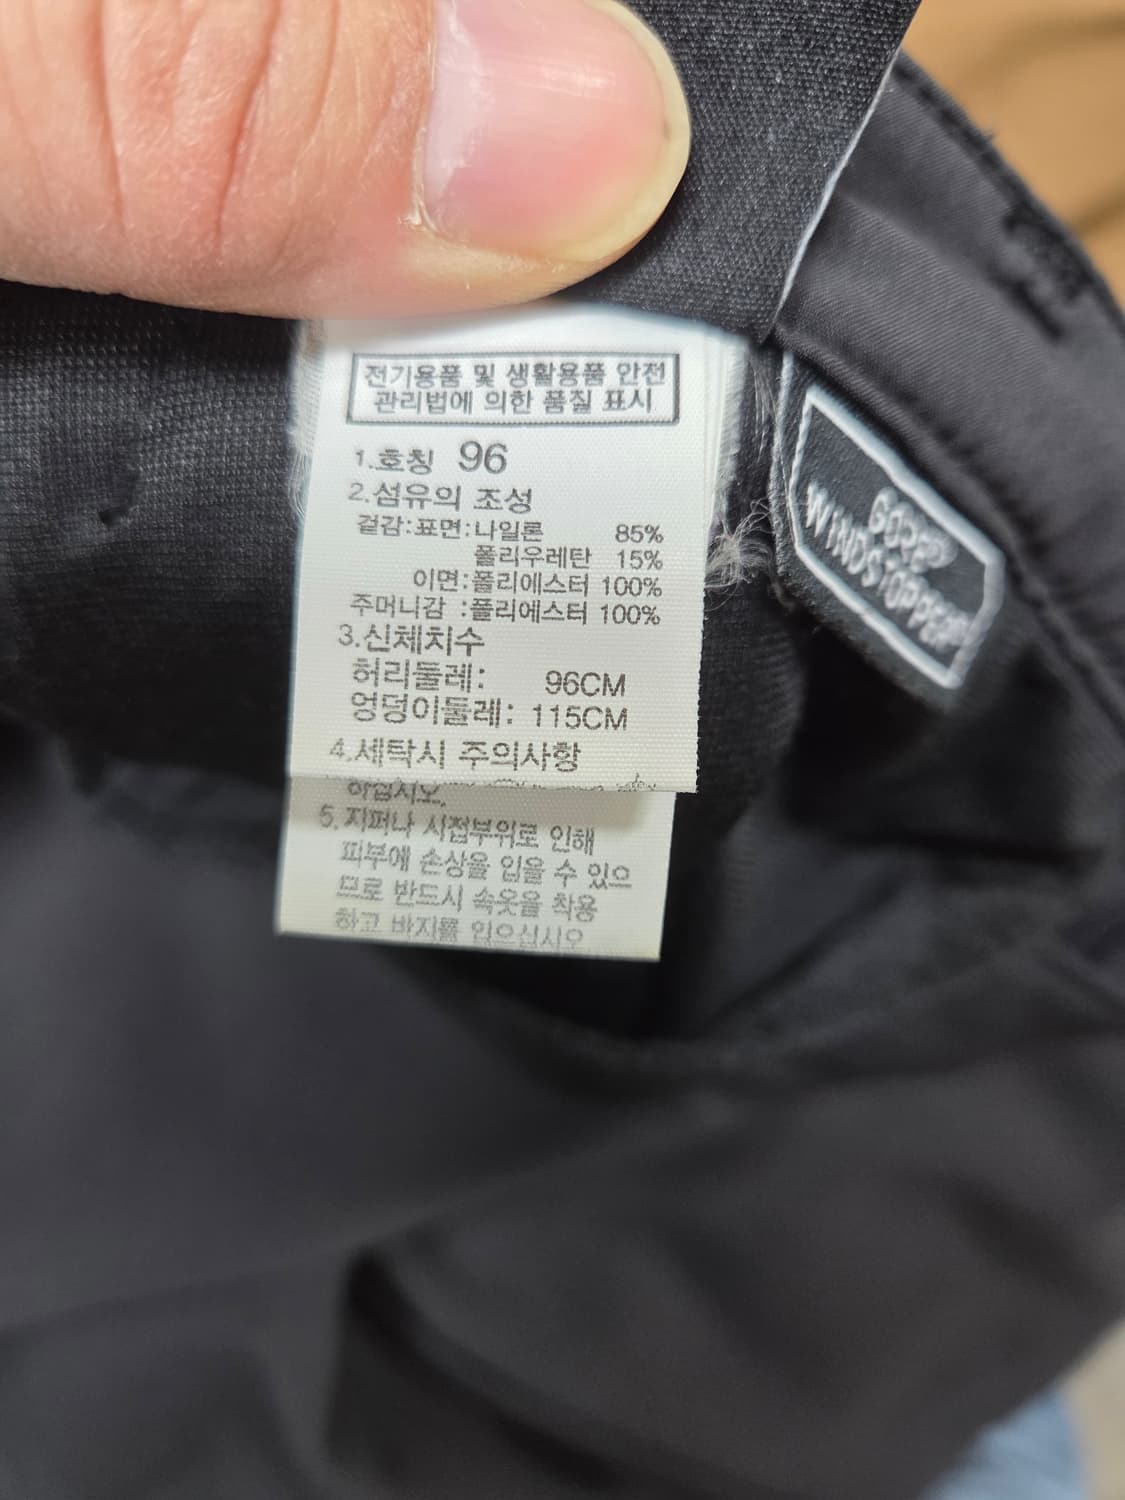 전기용품 및 생활용품 안전
관리법에 의한 품질 표시
1.호칭 96
2.섬유의 조성
겉감:표면:나일론 85%
폴리우레탄 15%
이면:폴리에스터 100%
주머니감 :폴리에스터 100%
3.신체치수
허리둘레: 96CM
엉덩이둘레: 115CM
4.세탁시 주의사항
하십시오.
5.지퍼나 시접부위로 인해
피부에 손상을 입을 수 있으
므로 반드시 속옷을 착용
하고 바지를 입으십시오
GORE®
WINDSTOPPER®